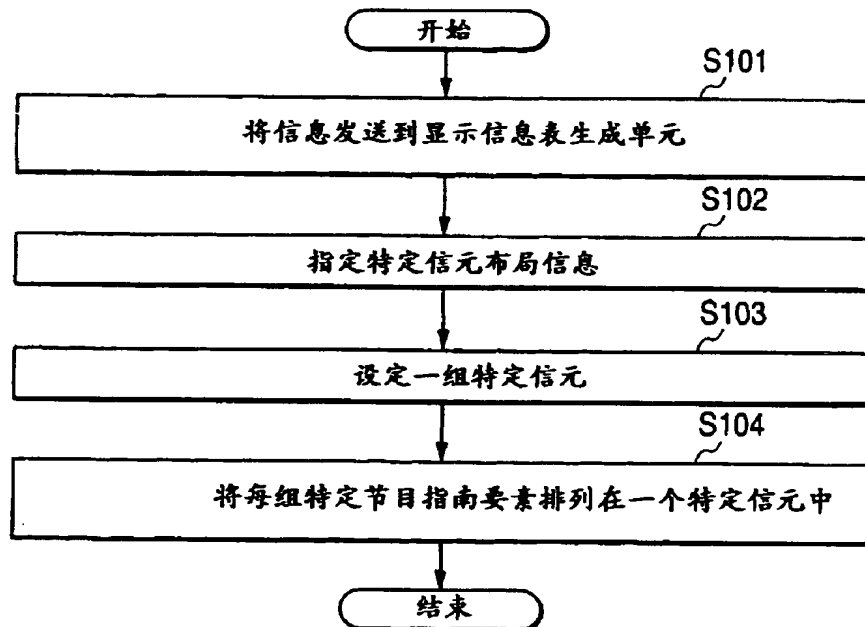 开始
S101
将信息发送到显示信息表生成单元
S102
指定特定信元布局信息
S103
设定一组特定信元
S104
将每组特定节目指南要素排列在一个特定信元中
结束